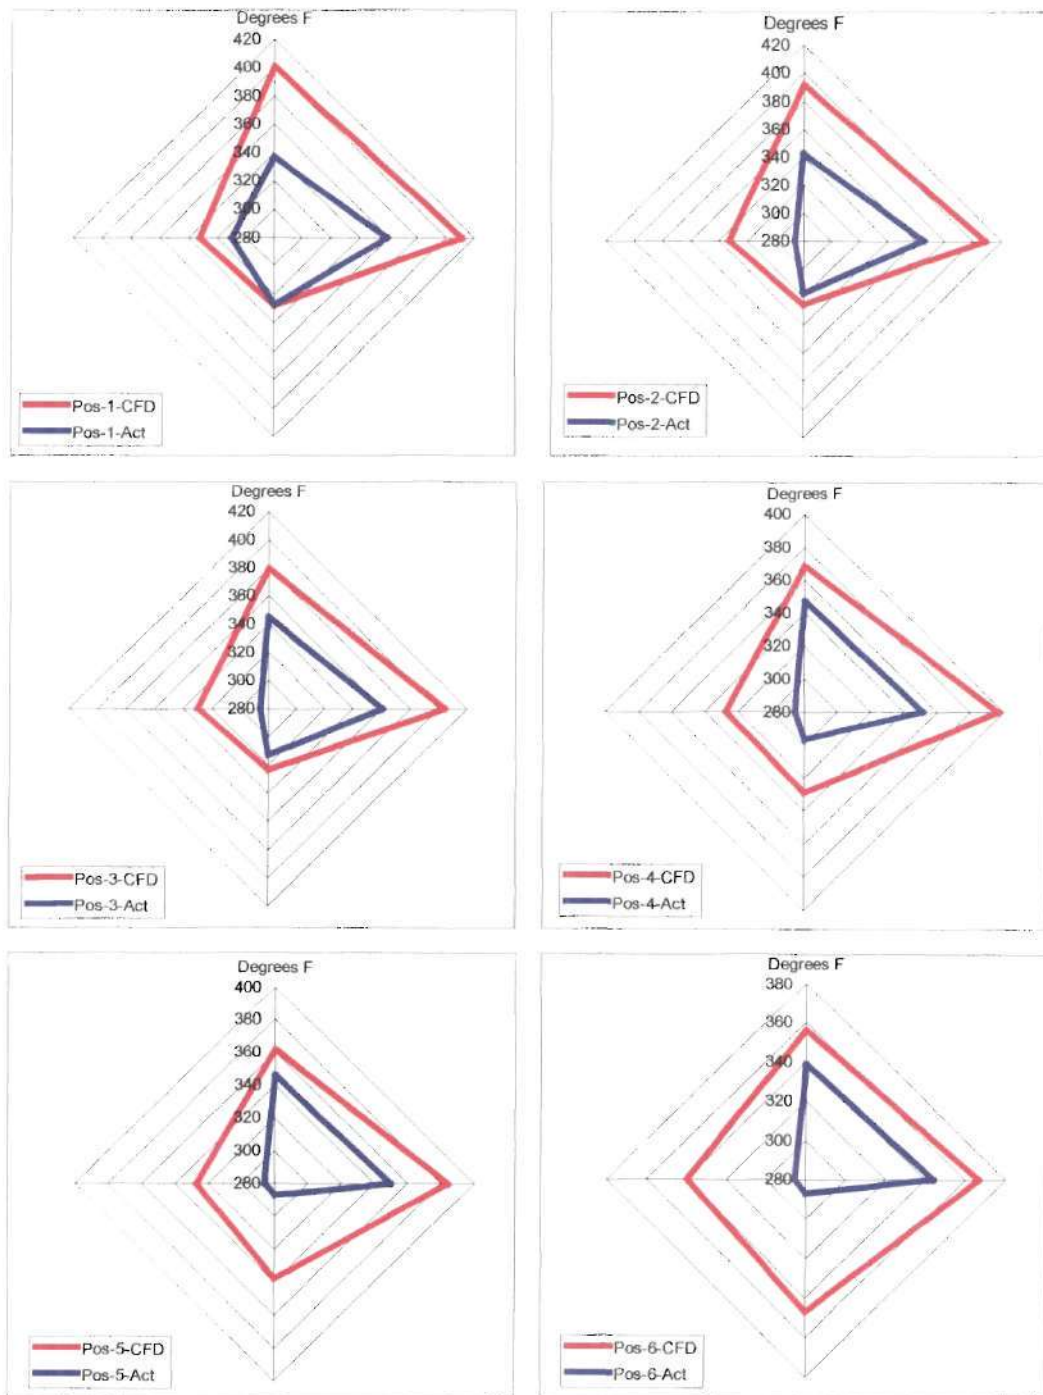 Degrees F
420
400
380
360
340
320
300
280
Pos-1-CFD
Pos-1-Act
Degrees F
420
400
380
360
340
320
300
280
Pos-2-CFD
Pos-2-Act
Degrees F
420
400
380
360
340
320
300
280
Pos-3-CFD
Pos-3-Act
Degrees F
400
380
360
340
320
300
280
Pos-4-CFD
Pos-4-Act
Degrees F
400
380
360
340
320
300
280
Pos-5-CFD
Pos-5-Act
Degrees F
380
360
340
320
300
280
Pos-6-CFD
Pos-6-Act